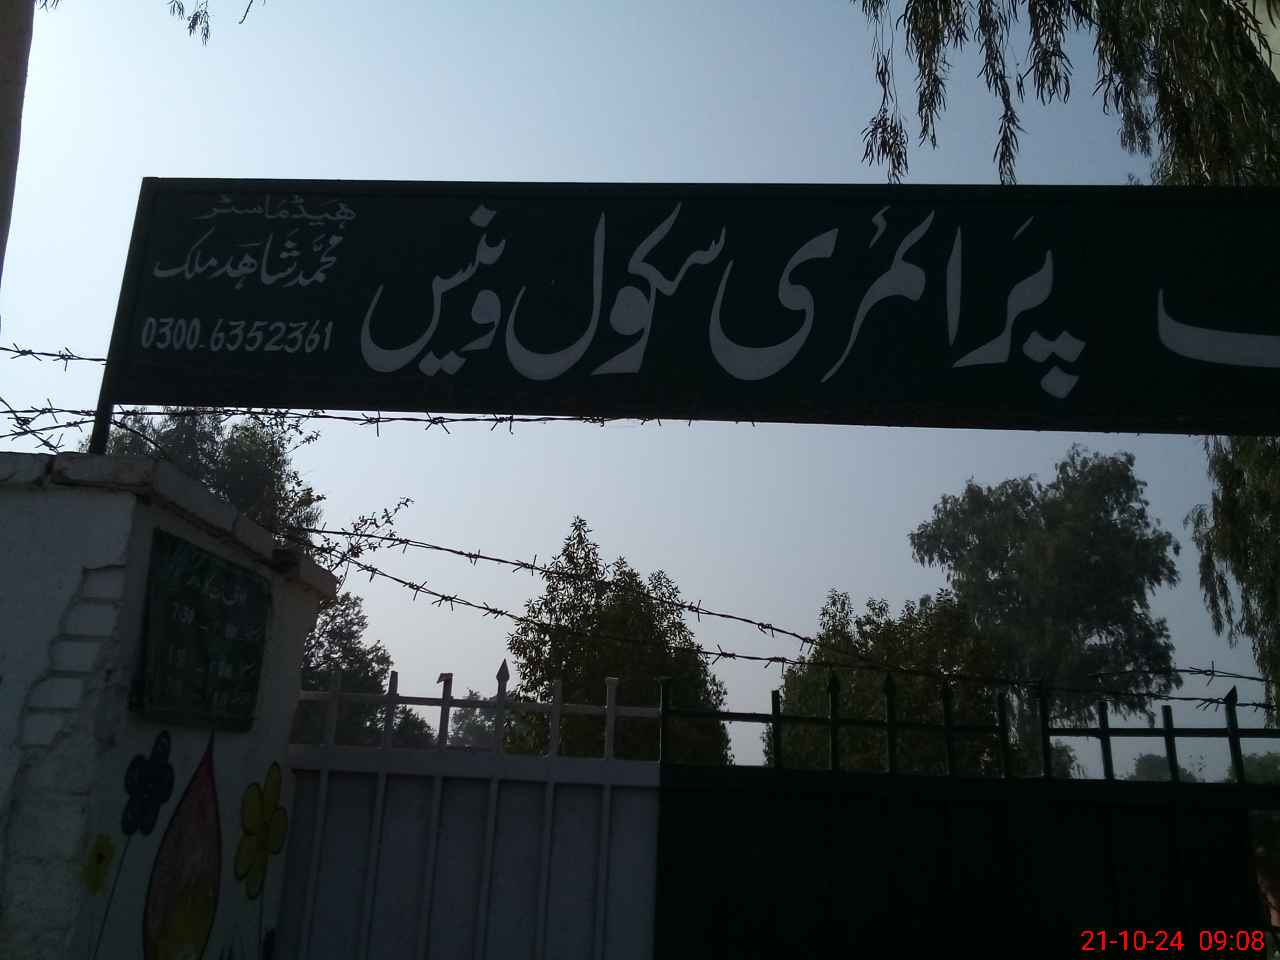 پرائمری سکول ونیس
ہیڈ ماسٹر
محمد شاہد ملک
0300-6352361
21-10-24 09:08